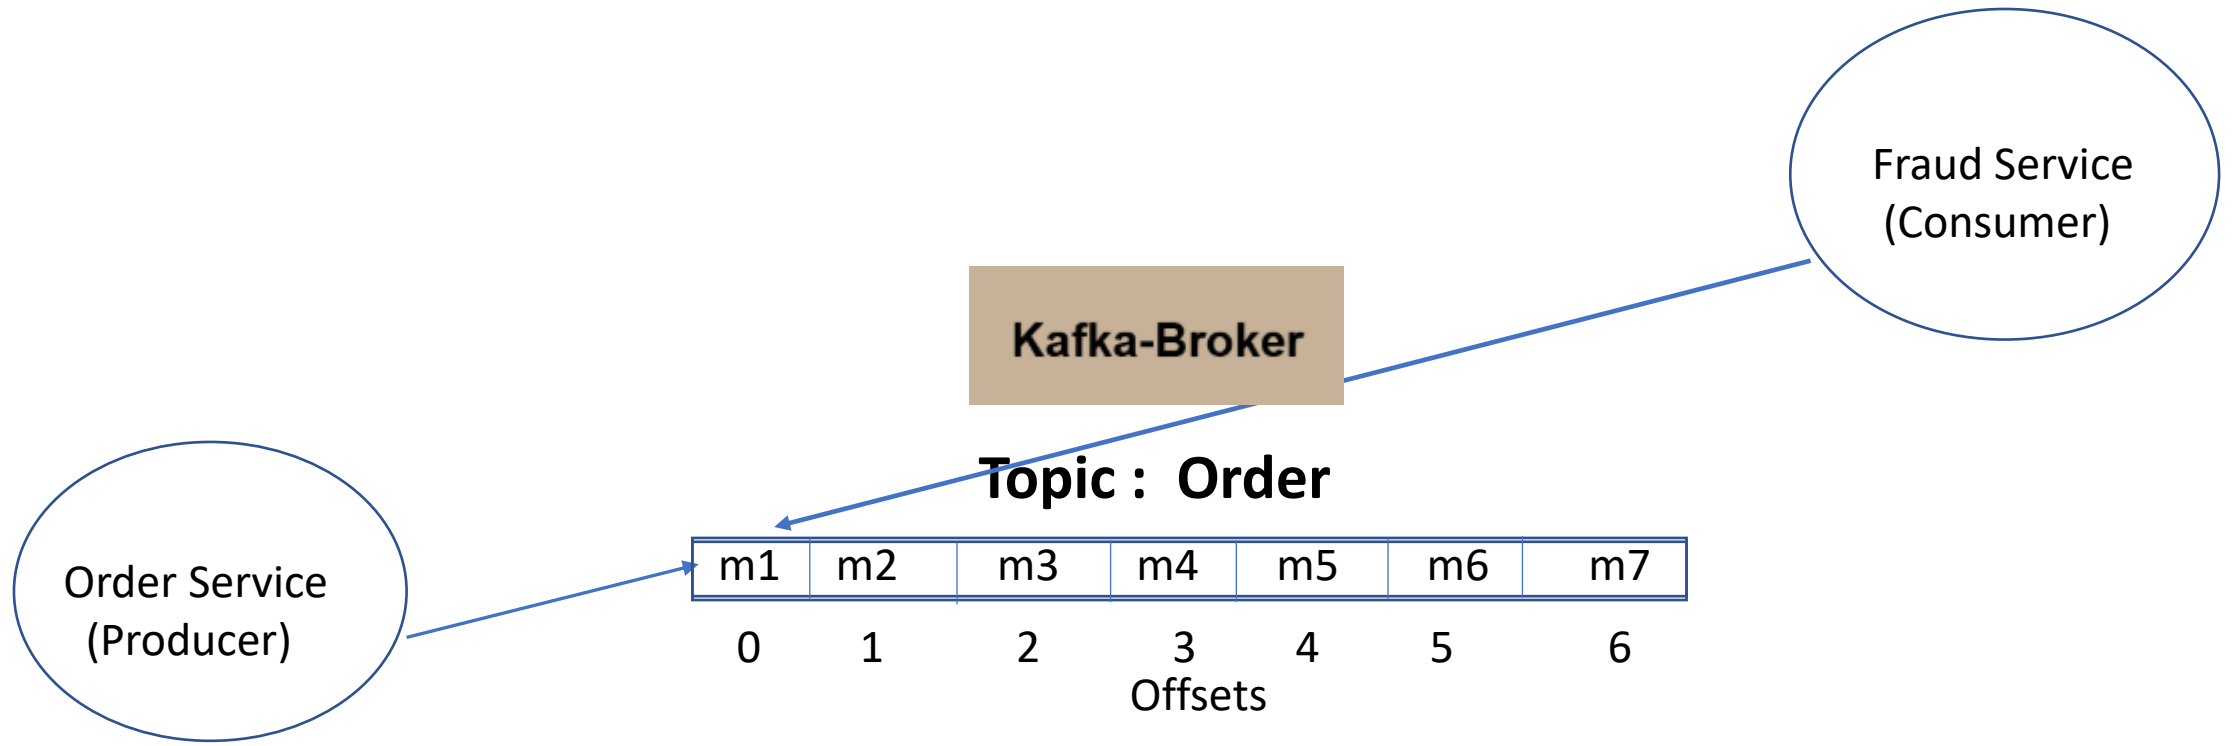 Fraud Service
(Consumer)
Kafka-Broker
Topic : Order
Order Service
(Producer)
m1 m2 m3 m4 m5 m6 m7
0 1 2 3 4 5 6
Offsets